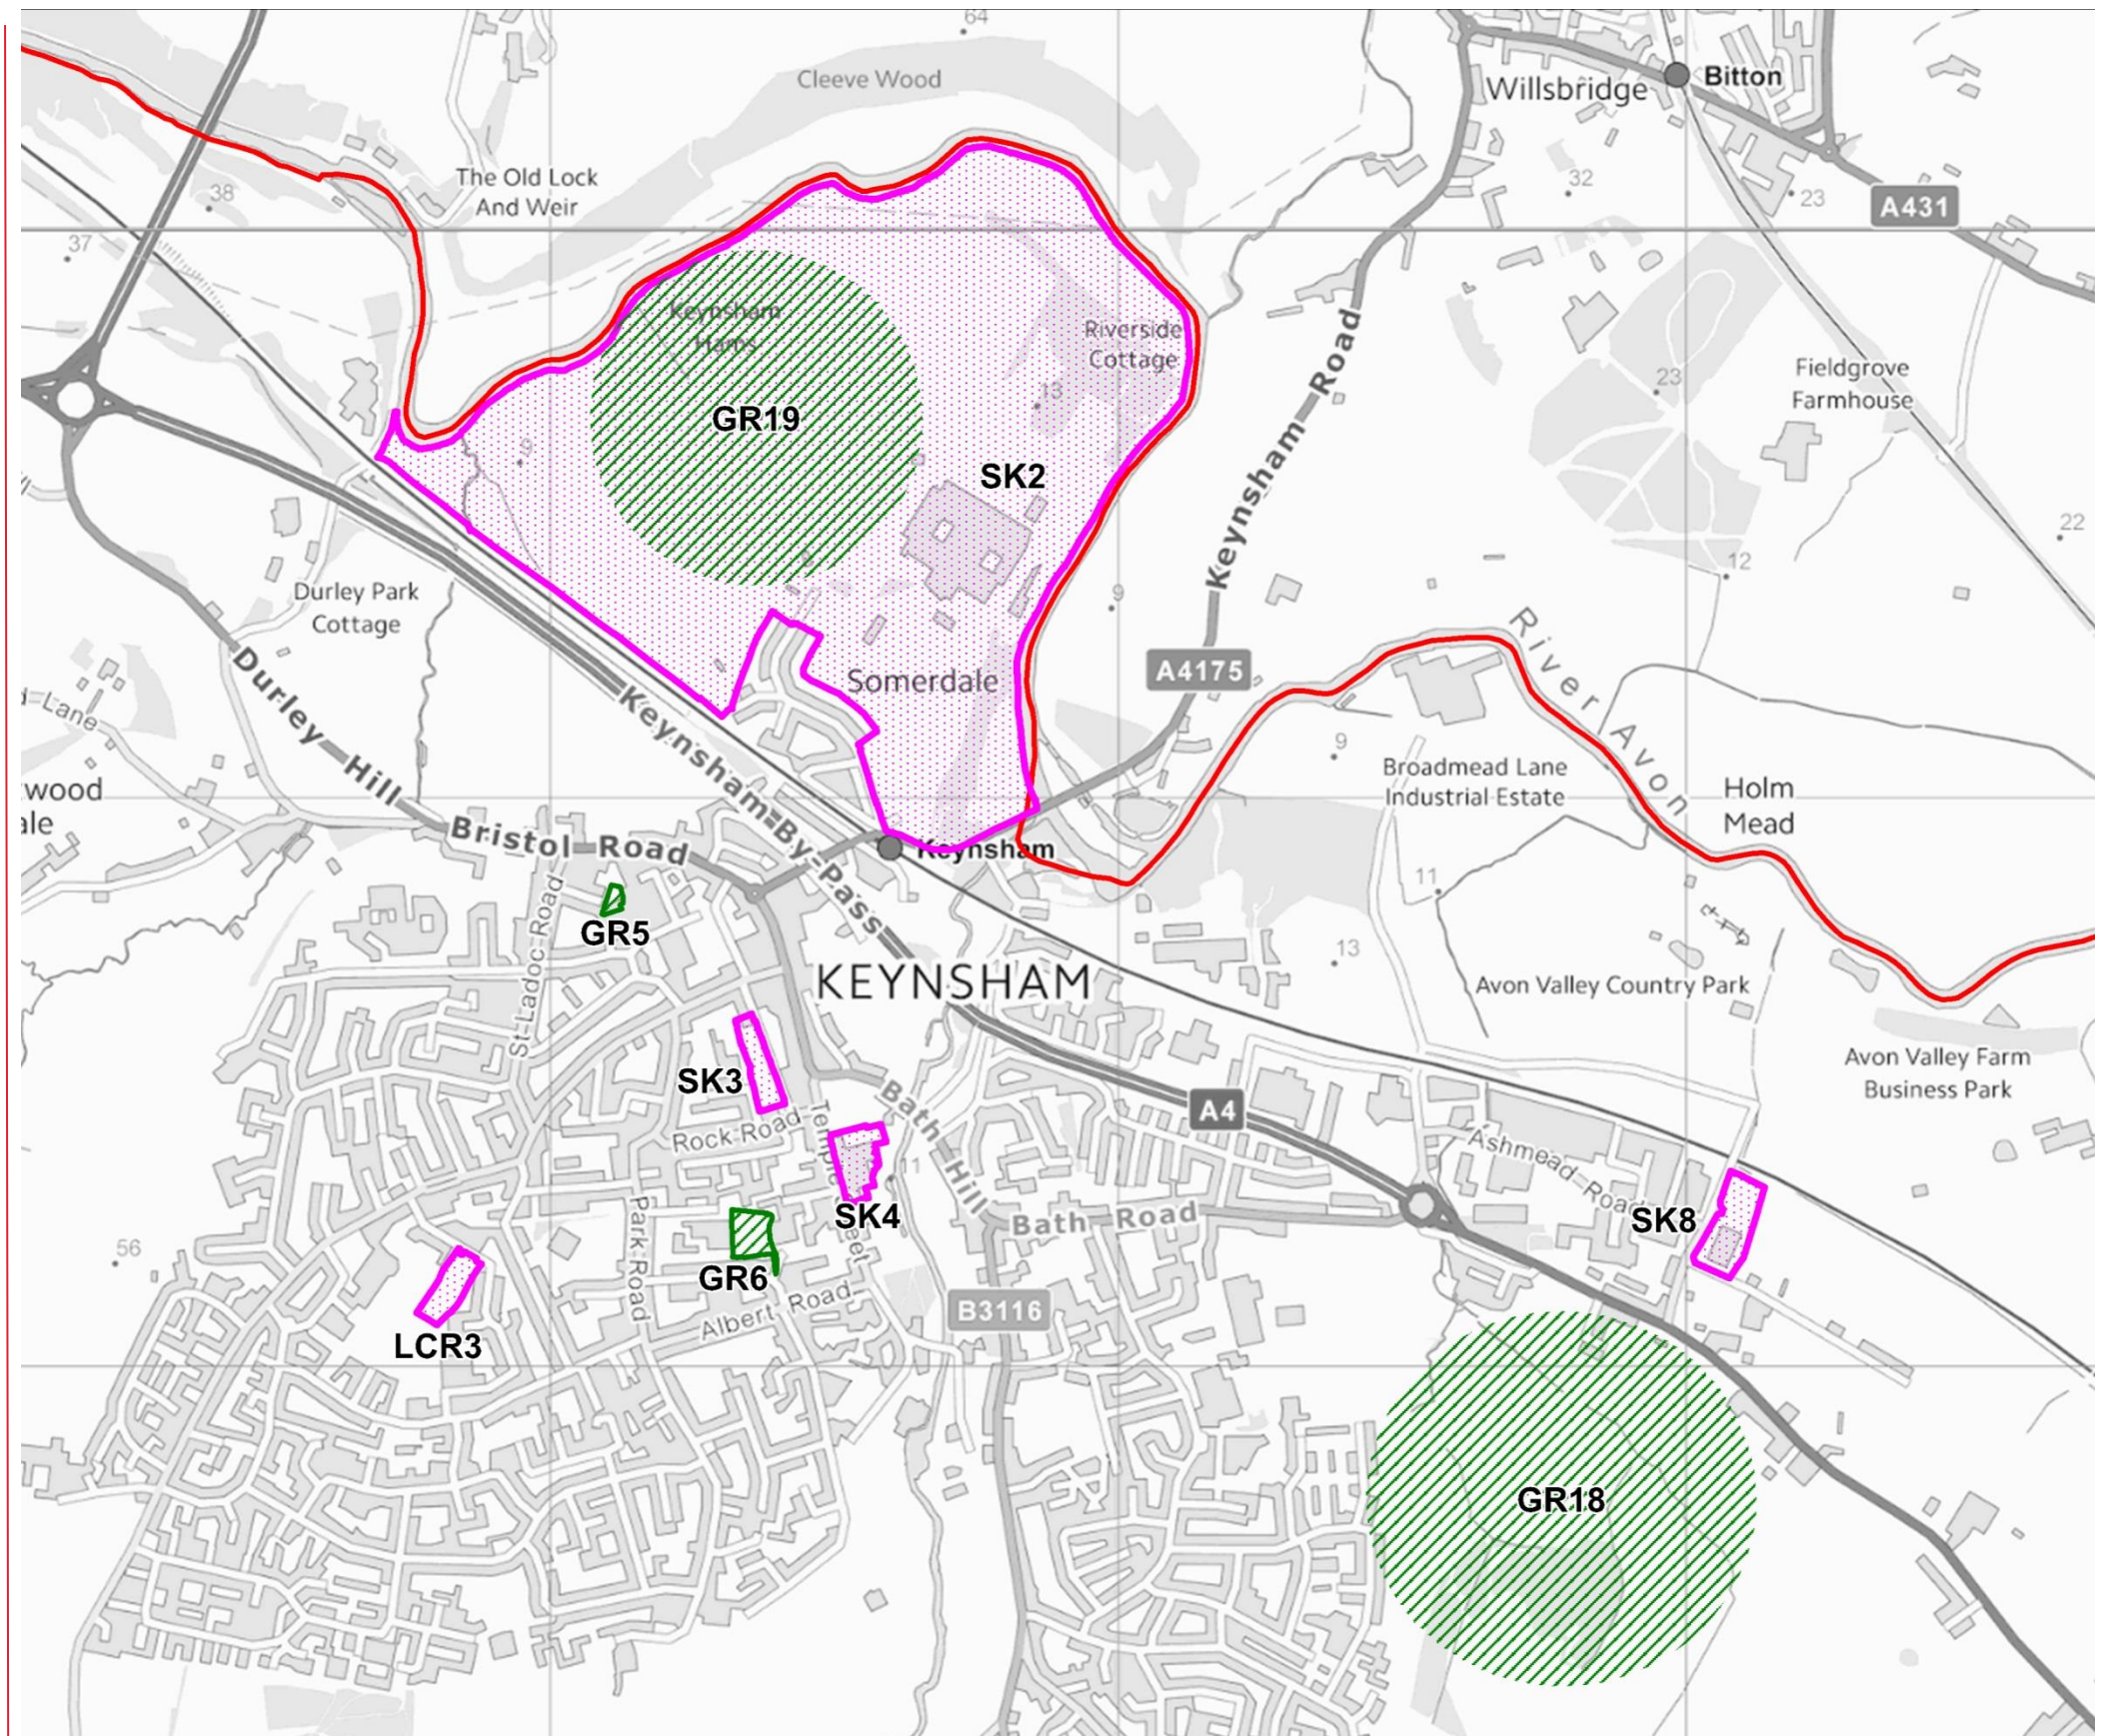 64
Cleeve Wood
Willsbridge
Bitton
The Old Lock
And Weir
38
32
23
A431
37
Keynsham
Hams
Riverside
Cottage
13
Keynsham Road
23
Fieldgrove
Farmhouse
GR19
9
SK2
22
12
Durley Park
Cottage
9
River Avon
A4175
Somerdale
Durley Hill
Keynsham By-Pass
Lane
9
Broadmead Lane
Industrial Estate
Holm
Mead
wood
ale
Bristol Road
Keynsham
11
St Ladoc Road
GR5
13
KEYNSHAM
Avon Valley Country Park
Avon Valley Farm
Business Park
SK3
Bath Hill
A4
Rock Road
Ashmead Road
11
SK4
SK8
Bath Road
Park Road
56
GR6
Albert Road
B3116
LCR3
GR18